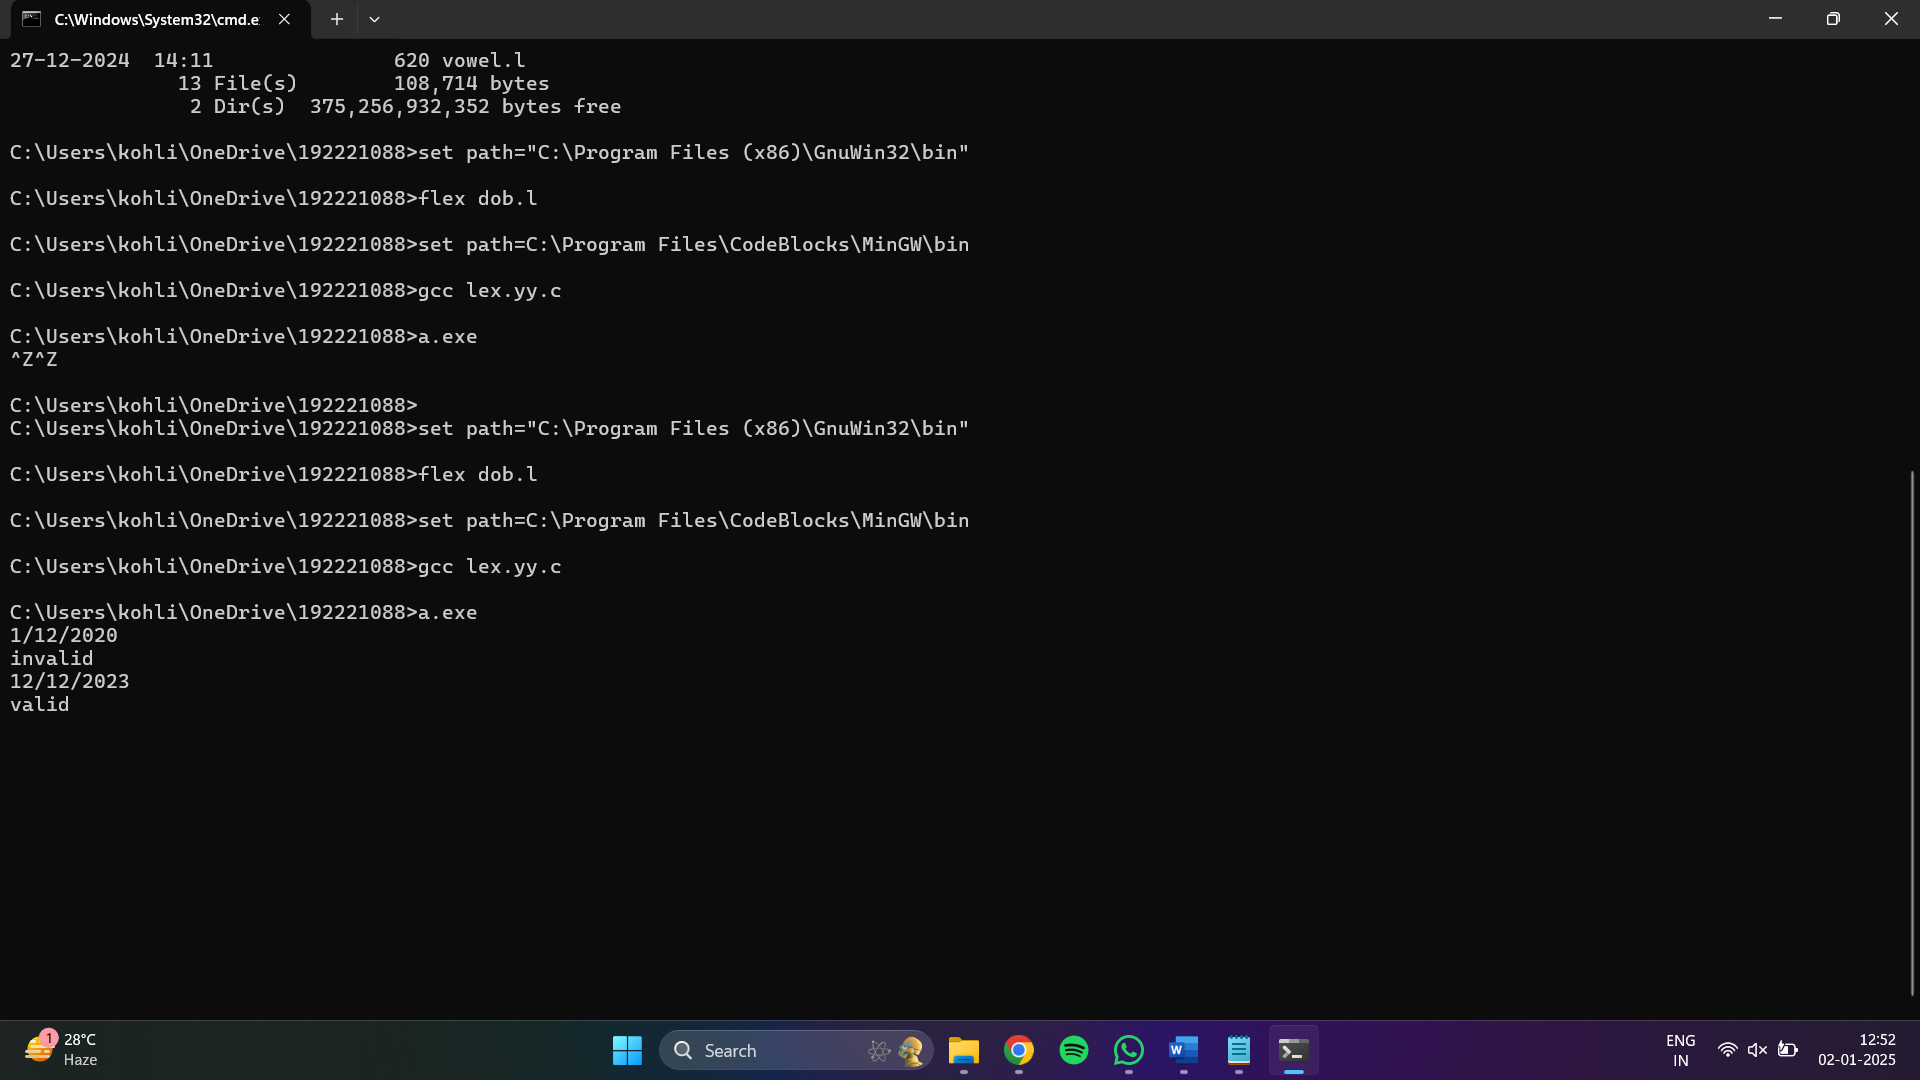 C:\Windows\System32\cmd.e
27-12-2024  14:11               620 vowel.l
              13 File(s)        108,714 bytes
               2 Dir(s)  375,256,932,352 bytes free
C:\Users\kohli\OneDrive\192221088>set path="C:\Program Files (x86)\GnuWin32\bin"
C:\Users\kohli\OneDrive\192221088>flex dob.l
C:\Users\kohli\OneDrive\192221088>set path=C:\Program Files\CodeBlocks\MinGW\bin
C:\Users\kohli\OneDrive\192221088>gcc lex.yy.c
C:\Users\kohli\OneDrive\192221088>a.exe
^Z^Z
C:\Users\kohli\OneDrive\192221088>
C:\Users\kohli\OneDrive\192221088>set path="C:\Program Files (x86)\GnuWin32\bin"
C:\Users\kohli\OneDrive\192221088>flex dob.l
C:\Users\kohli\OneDrive\192221088>set path=C:\Program Files\CodeBlocks\MinGW\bin
C:\Users\kohli\OneDrive\192221088>gcc lex.yy.c
C:\Users\kohli\OneDrive\192221088>a.exe
1/12/2020
invalid
12/12/2023
valid
1
28°C
Haze
Search
W
ENG
IN
12:52
02-01-2025